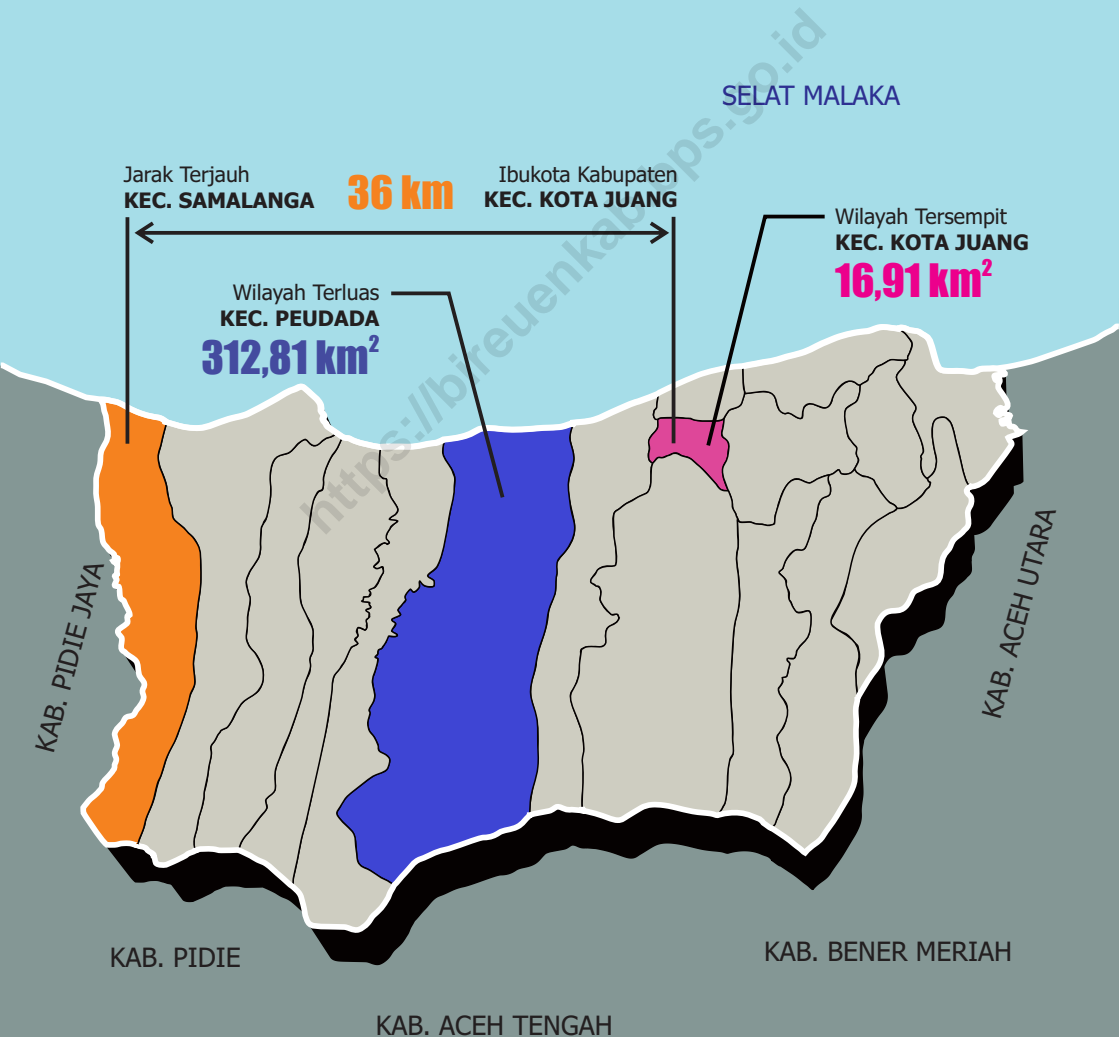 SELAT MALAKA
Jarak Terjauh
KEC. SAMALANGA
36 km
Ibukota Kabupaten
KEC. KOTA JUANG
Wilayah Tersempit
KEC. KOTA JUANG
16,91 km²
Wilayah Terluas
KEC. PEUDADA
312,81 km²
https://bireuenkab.bps.go.id
KAB. PIDIE JAYA
KAB. ACEH UTARA
KAB. PIDIE
KAB. BENER MERIAH
KAB. ACEH TENGAH